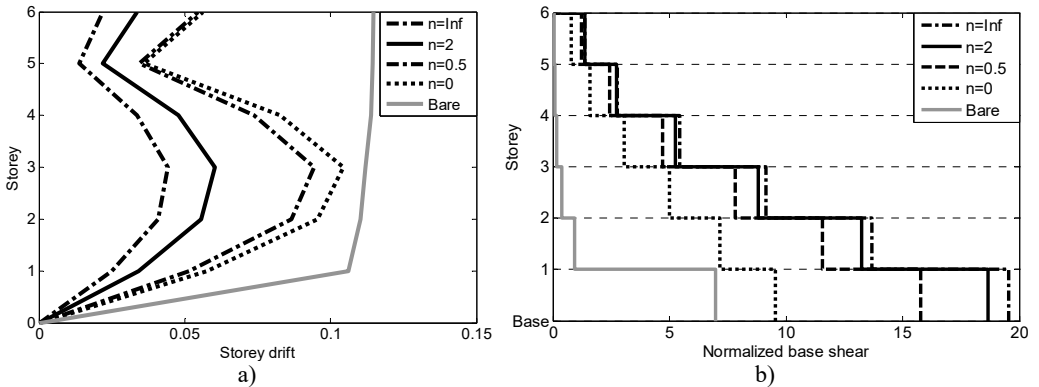 6
5
4
3
2
1
0
Storey
0
0.05
0.1
0.15
Storey drift
n=Inf
n=2
n=0.5
n=0
Bare
a)
6
5
4
3
2
1
Base
Storey
0
5
10
15
20
Normalized base shear
n=Inf
n=2
n=0.5
n=0
Bare
b)